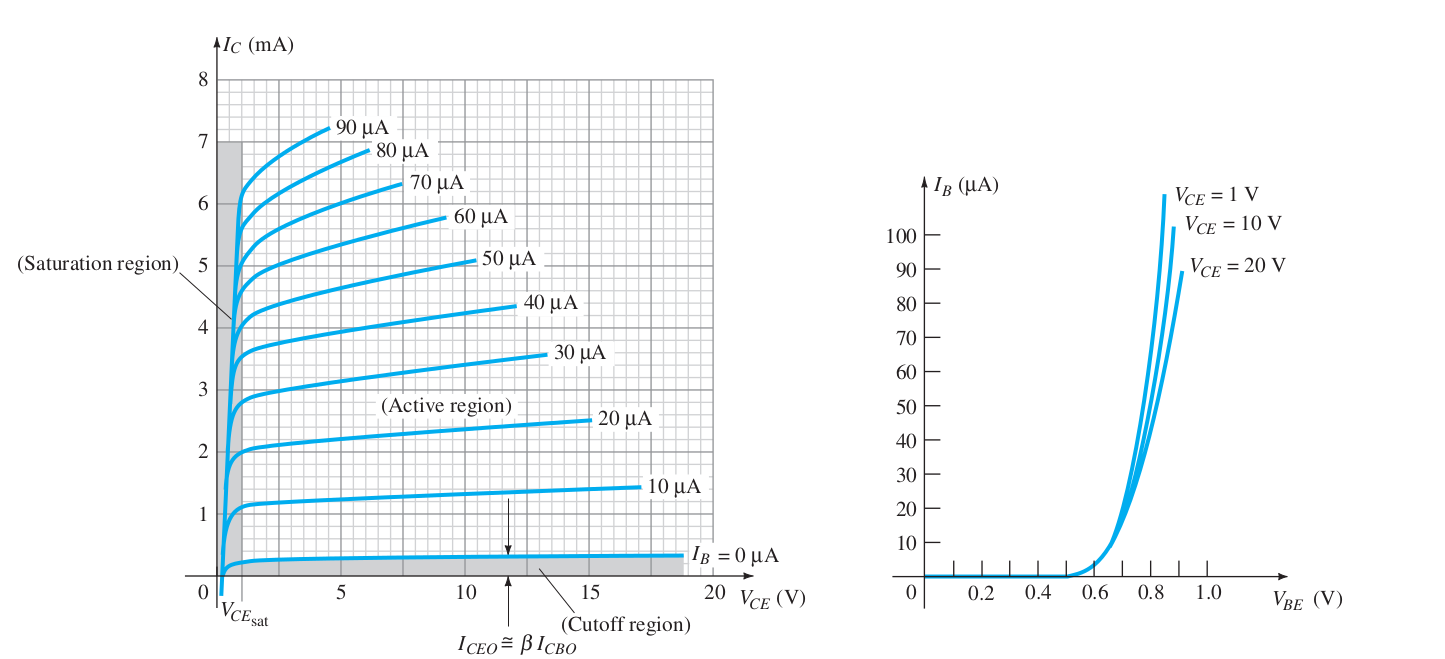 I_C (mA)
8
7
6
5
4
3
2
1
0
90 µA
80 µA
70 µA
60 µA
50 µA
40 µA
30 µA
20 µA
10 µA
I_B = 0 µA
(Saturation region)
(Active region)
(Cutoff region)
5
10
15
20
V_CE (V)
V_CEsat
I_CEO ≅ β I_CBO
I_B (µA)
100
90
80
70
60
50
40
30
20
10
0
V_CE = 1 V
V_CE = 10 V
V_CE = 20 V
0.2
0.4
0.6
0.8
1.0
V_BE (V)